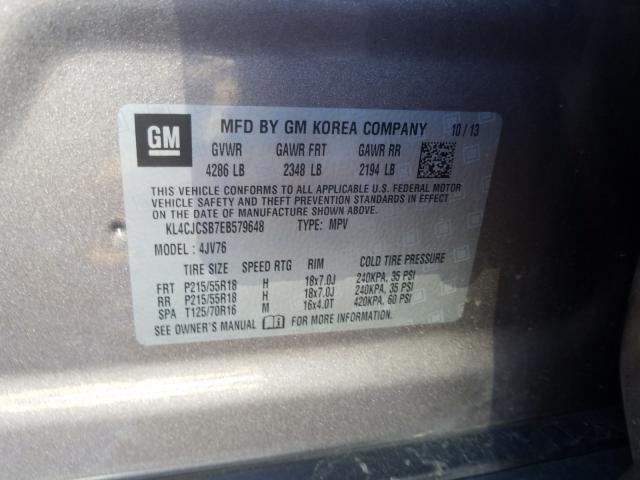 GM MFD BY GM KOREA COMPANY 10 / 13
GVWR GAWR FRT GAWR RR
4286 LB 2348 LB 2194 LB
THIS VEHICLE CONFORMS TO ALL APPLICABLE U.S. FEDERAL MOTOR
VEHICLE SAFETY AND THEFT PREVENTION STANDARDS IN EFFECT
ON THE DATE OF MANUFACTURE SHOWN ABOVE.
KL4CJCSB7EB579648 TYPE: MPV
MODEL : 4JV76
TIRE SIZE SPEED RTG RIM COLD TIRE PRESSURE
FRT P215/55R18 H 18x7.0J 240KPA, 35 PSI
RR P215/55R18 H 18x7.0J 240KPA, 35 PSI
SPA T125/70R16 M 16x4.0T 420KPA, 60 PSI
SEE OWNER'S MANUAL FOR MORE INFORMATION.